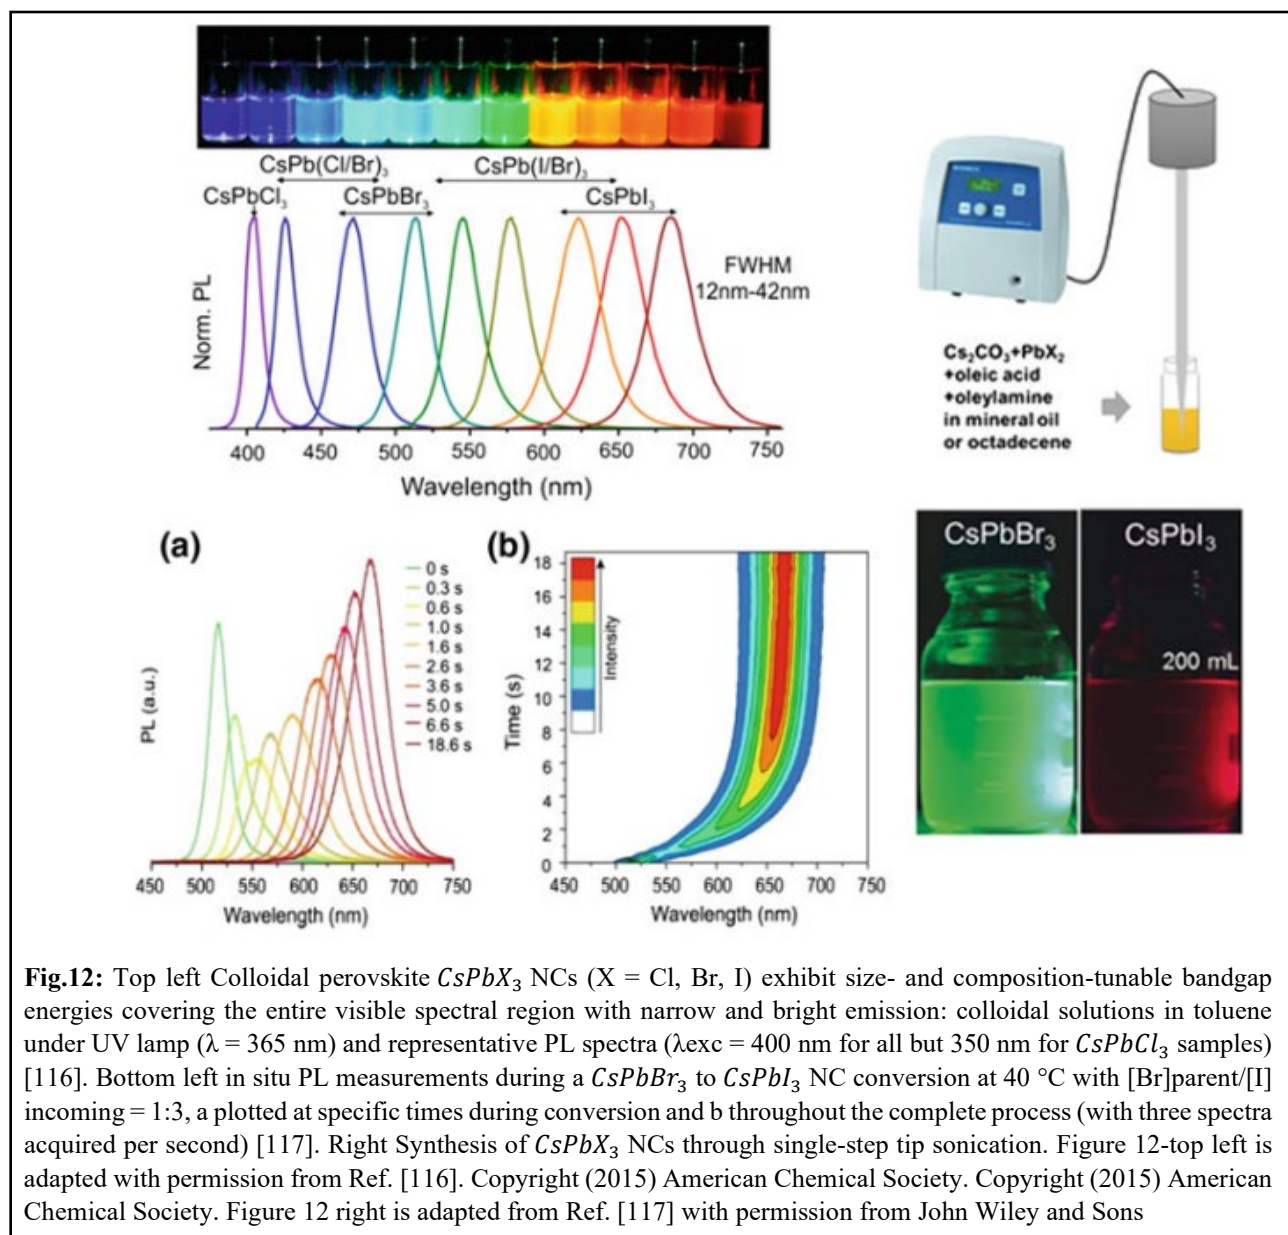 CsPb(Cl/Br)₃
CsPb(I/Br)₃
CsPbCl₃
CsPbBr₃
CsPbI₃
FWHM
12nm-42nm
Norm. PL
400 450 500 550 600 650 700 750
Wavelength (nm)
Cs₂CO₃+PbX₂
+oleic acid
+oleylamine
in mineral oil
or octadecene
(a)
PL (a.u.)
0 s
0.3 s
0.6 s
1.0 s
1.6 s
2.6 s
3.6 s
5.0 s
6.6 s
18.6 s
450 500 550 600 650 700 750
Wavelength (nm)
(b)
Time (s)
18
16
14
12
10
8
6
4
2
0
Intensity
450 500 550 600 650 700 750
Wavelength (nm)
CsPbBr₃
CsPbI₃
200 mL
Fig.12: Top left Colloidal perovskite CsPbX₃ NCs (X = Cl, Br, I) exhibit size- and composition-tunable bandgap
energies covering the entire visible spectral region with narrow and bright emission: colloidal solutions in toluene
under UV lamp (λ = 365 nm) and representative PL spectra (λexc = 400 nm for all but 350 nm for CsPbCl₃ samples)
[116]. Bottom left in situ PL measurements during a CsPbBr₃ to CsPbI₃ NC conversion at 40 °C with [Br]parent/[I]
incoming = 1:3, a plotted at specific times during conversion and b throughout the complete process (with three spectra
acquired per second) [117]. Right Synthesis of CsPbX₃ NCs through single-step tip sonication. Figure 12-top left is
adapted with permission from Ref. [116]. Copyright (2015) American Chemical Society. Copyright (2015) American
Chemical Society. Figure 12 right is adapted from Ref. [117] with permission from John Wiley and Sons